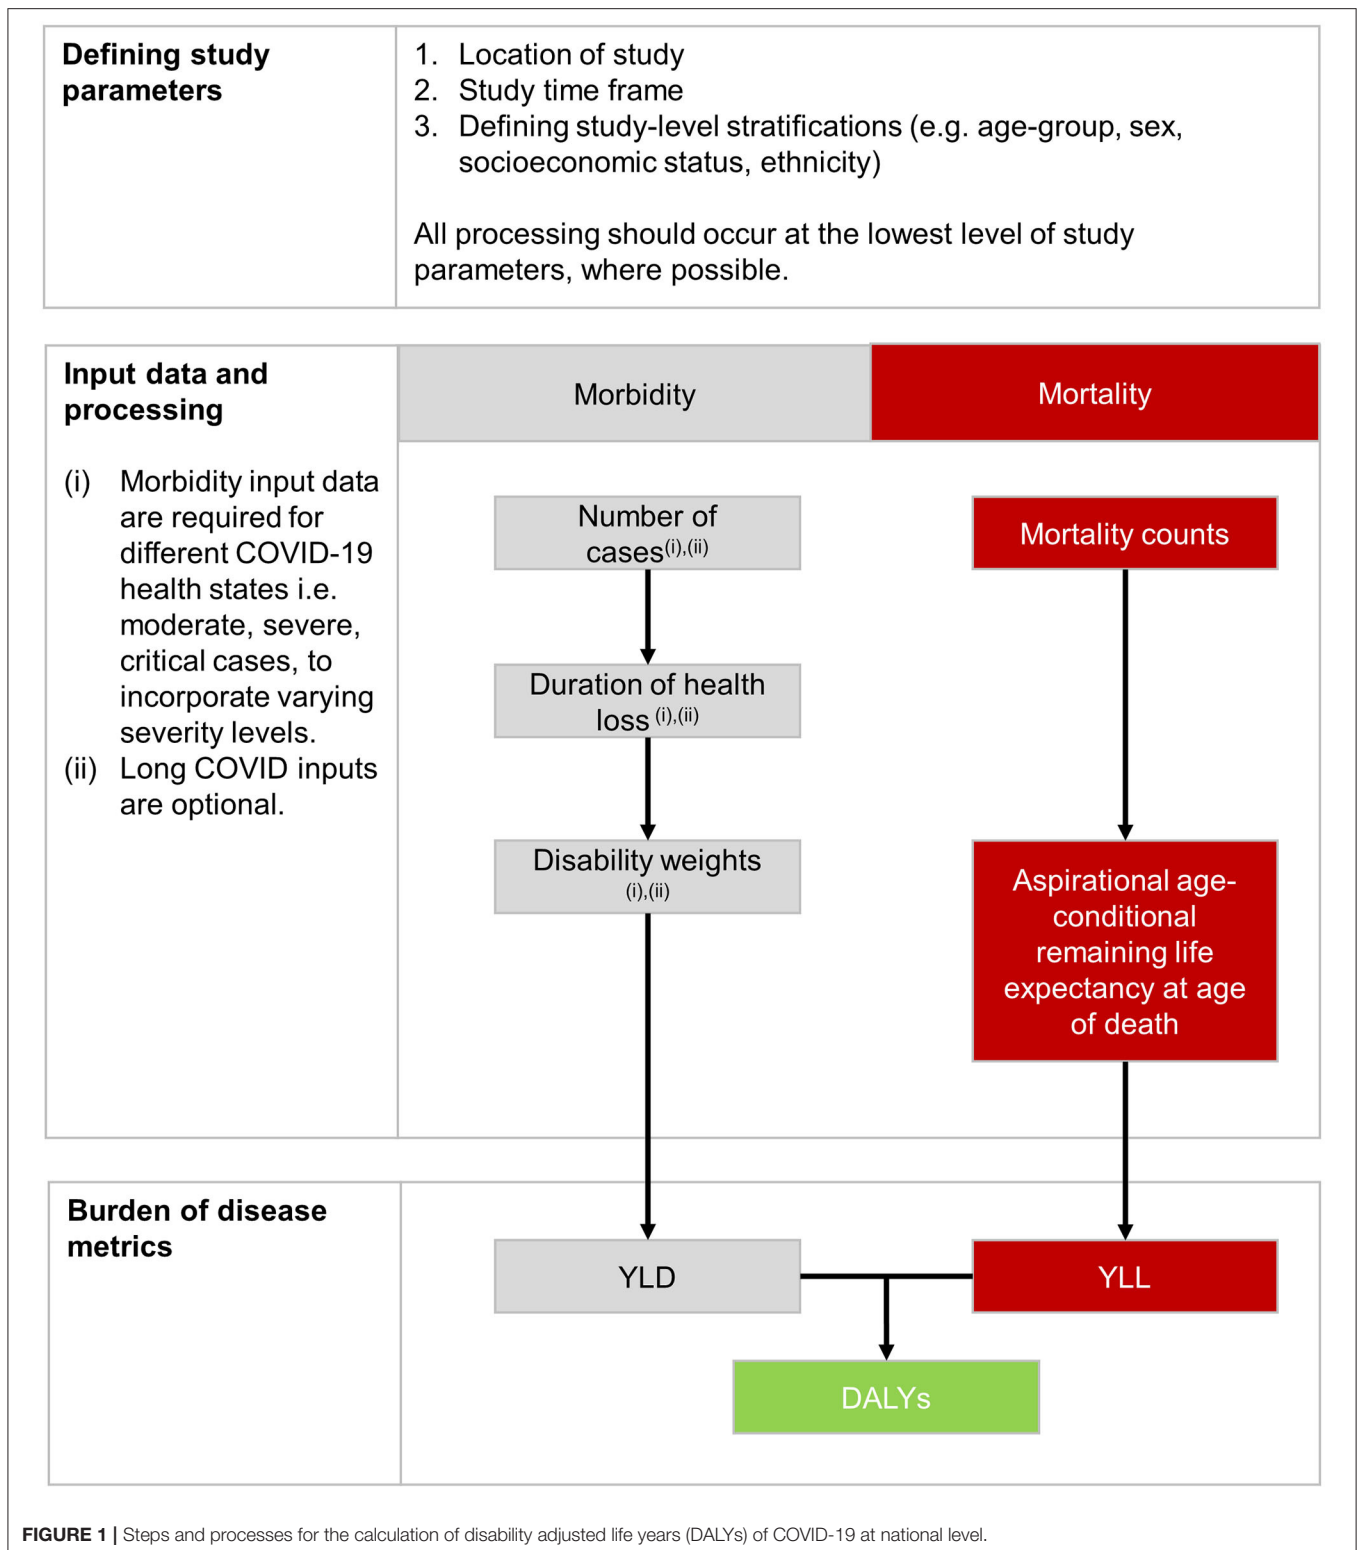 Defining study
parameters
1. Location of study
2. Study time frame
3. Defining study-level stratifications (e.g. age-group, sex,
socioeconomic status, ethnicity)
All processing should occur at the lowest level of study
parameters, where possible.
Input data and
processing
(i) Morbidity input data
are required for
different COVID-19
health states i.e.
moderate, severe,
critical cases, to
incorporate varying
severity levels.
(ii) Long COVID inputs
are optional.
Morbidity
Mortality
Number of
cases(i),(ii)
Duration of health
loss (i),(ii)
Disability weights
(i),(ii)
Mortality counts
Aspirational age-
conditional
remaining life
expectancy at age
of death
Burden of disease
metrics
YLD
YLL
DALYs
FIGURE 1 | Steps and processes for the calculation of disability adjusted life years (DALYs) of COVID-19 at national level.